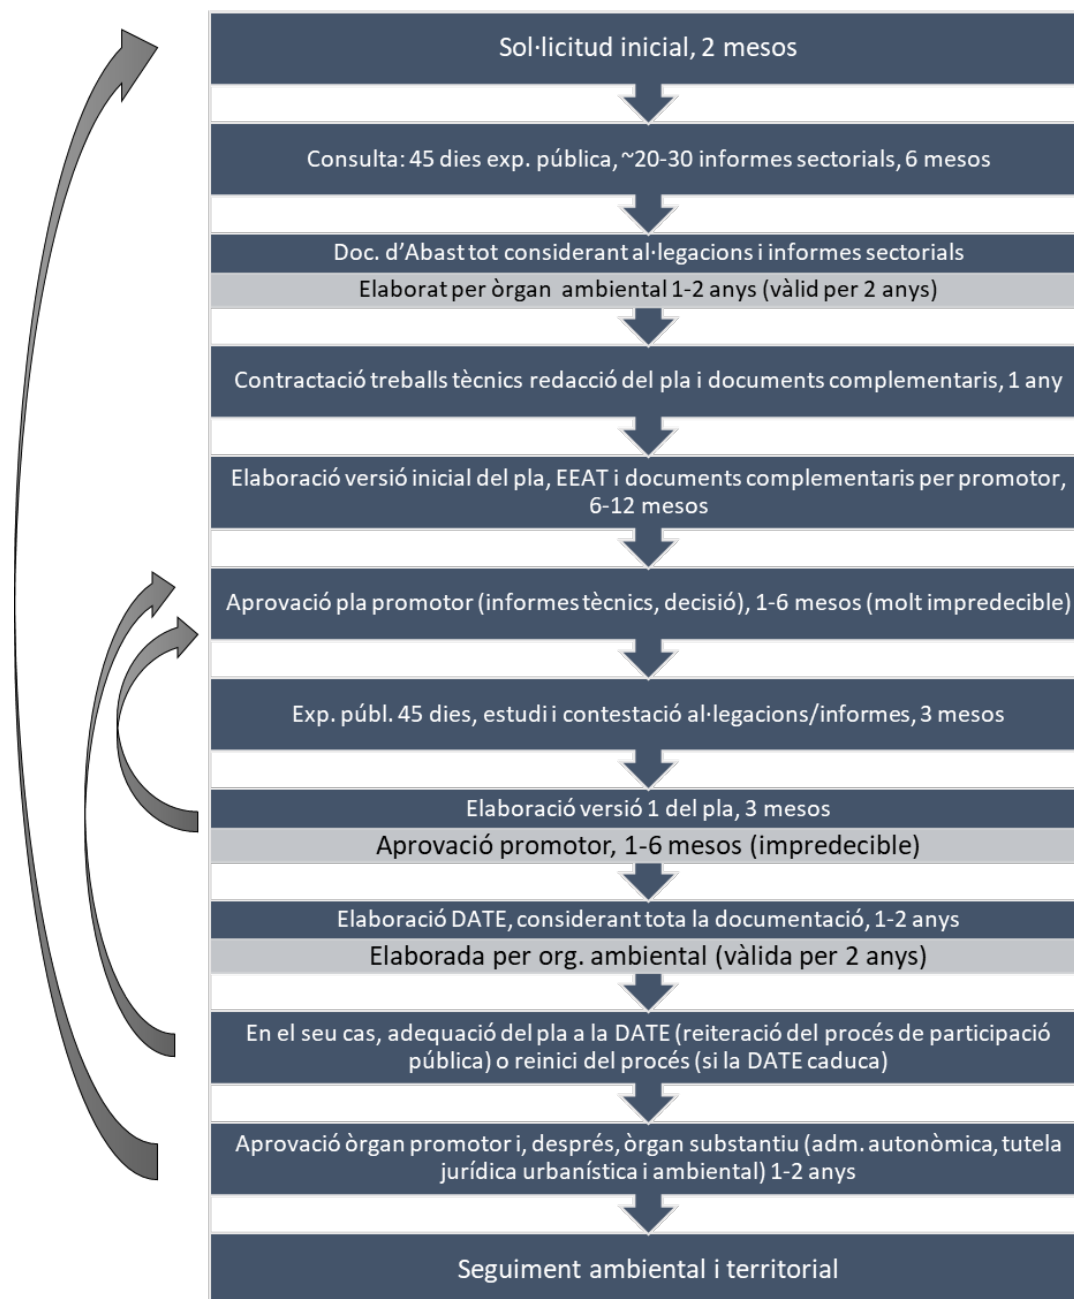 Sol·licitud inicial, 2 mesos
Consulta: 45 dies exp. pública, ~20-30 informes sectorials, 6 mesos
Doc. d'Abast tot considerant al·legacions i informes sectorials
Elaborat per òrgan ambiental 1-2 anys (vàlid per 2 anys)
Contractació treballs tècnics redacció del pla i documents complementaris, 1 any
Elaboració versió inicial del pla, EEAT i documents complementaris per promotor,
6-12 mesos
Aprovació pla promotor (informes tècnics, decisió), 1-6 mesos (molt impredecible)
Exp. públ. 45 dies, estudi i contestació al·legacions/informes, 3 mesos
Elaboració versió 1 del pla, 3 mesos
Aprovació promotor, 1-6 mesos (impredecible)
Elaboració DATE, considerant tota la documentació, 1-2 anys
Elaborada per org. ambiental (vàlida per 2 anys)
En el seu cas, adequació del pla a la DATE (reiteració del procés de participació
pública) o reinici del procés (si la DATE caduca)
Aprovació òrgan promotor i, després, òrgan substantiu (adm. autonòmica, tutela
jurídica urbanística i ambiental) 1-2 anys
Seguiment ambiental i territorial